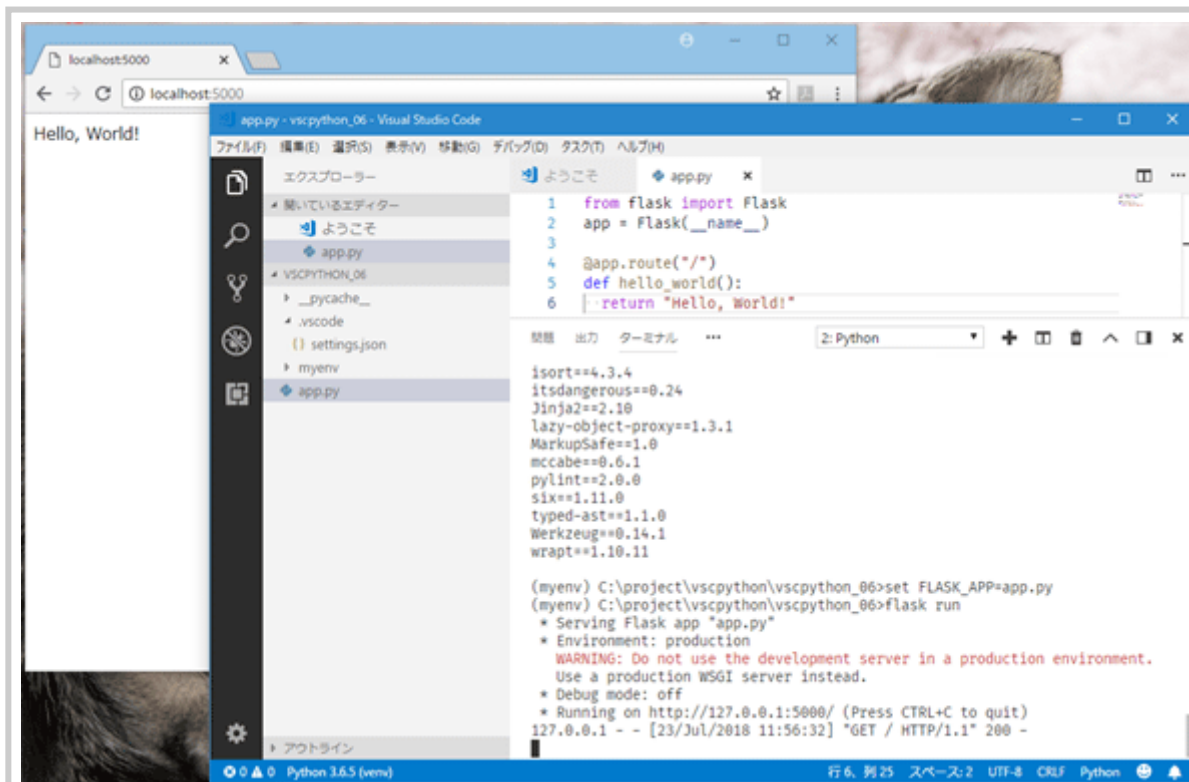 localhost:5000
localhost:5000
Hello, World!
app.py - vscpython_06 - Visual Studio Code
ファイル(F) 編集(E) 選択(S) 表示(V) 移動(G) デバッグ(D) タスク(T) ヘルプ(H)
エクスプローラー
開いているエディター
ようこそ
app.py
VSCPYTHON_06
__pycache__
.vscode
{} settings.json
myenv
app.py
アウトライン
ようこそ app.py
1 from flask import Flask
2 app = Flask(__name__)
3
4 @app.route("/")
5 def hello_world():
6 return "Hello, World!"
問題 出力 ターミナル ••• 2: Python
isort==4.3.4
itsdangerous==0.24
Jinja2==2.10
lazy-object-proxy==1.3.1
MarkupSafe==1.0
mccabe==0.6.1
pylint==2.0.0
six==1.11.0
typed-ast==1.1.0
Werkzeug==0.14.1
wrapt==1.10.11
(myenv) C:\project\vscpython\vscpython_06>set FLASK_APP=app.py
(myenv) C:\project\vscpython\vscpython_06>flask run
* Serving Flask app "app.py"
* Environment: production
WARNING: Do not use the development server in a production environment.
Use a production WSGI server instead.
* Debug mode: off
* Running on http://127.0.0.1:5000/ (Press CTRL+C to quit)
127.0.0.1 - - [23/Jul/2018 11:56:32] "GET / HTTP/1.1" 200 -
0 0 Python 3.6.5 (venv) 行 6、列 25 スペース: 2 UTF-8 CRLF Python